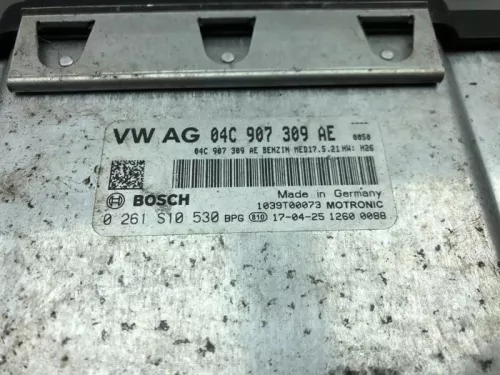 VW AG 04C 907 309 AE 0050
04C 907 309 AE BENZIN MED17.5.21 HW: H26
BOSCH
Made in Germany
1039T00073 MOTRONIC
0 261 S10 530 BPG 810 17-04-25 1260 0088